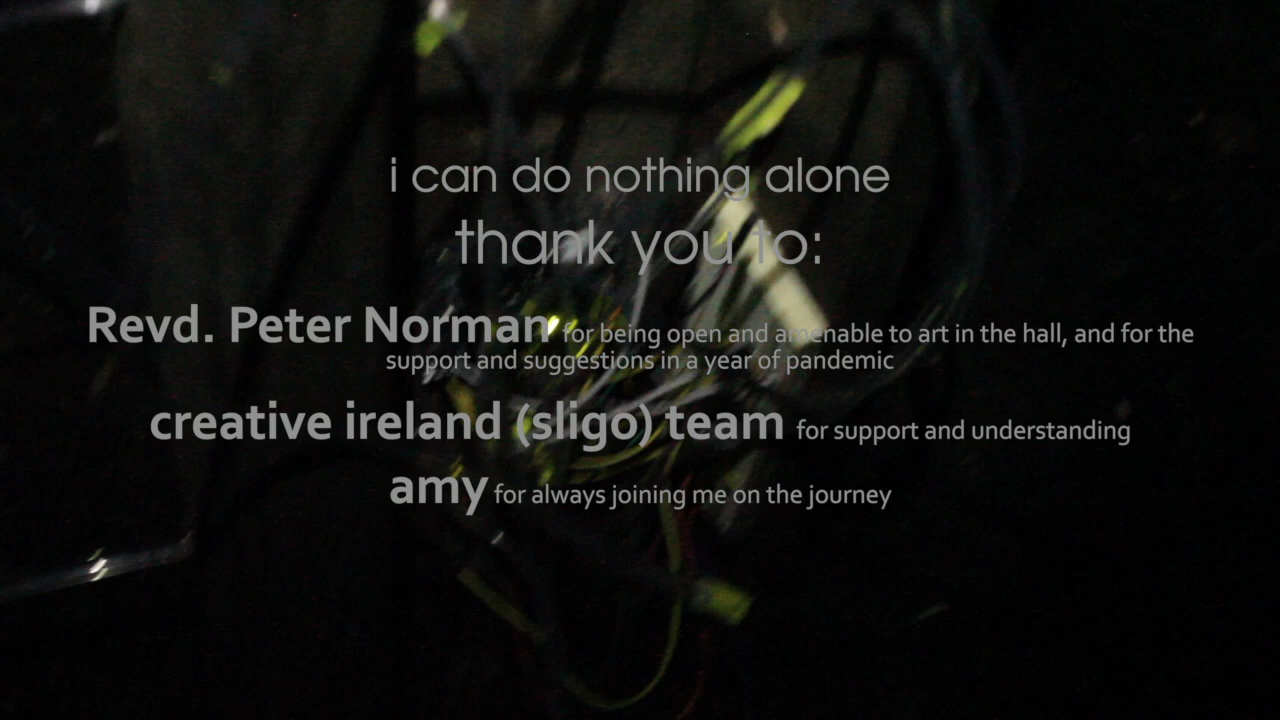 i can do nothing alone
thank you to:
Revd. Peter Norman for being open and amenable to art in the hall, and for the
support and suggestions in a year of pandemic
creative ireland (sligo) team for support and understanding
amy for always joining me on the journey